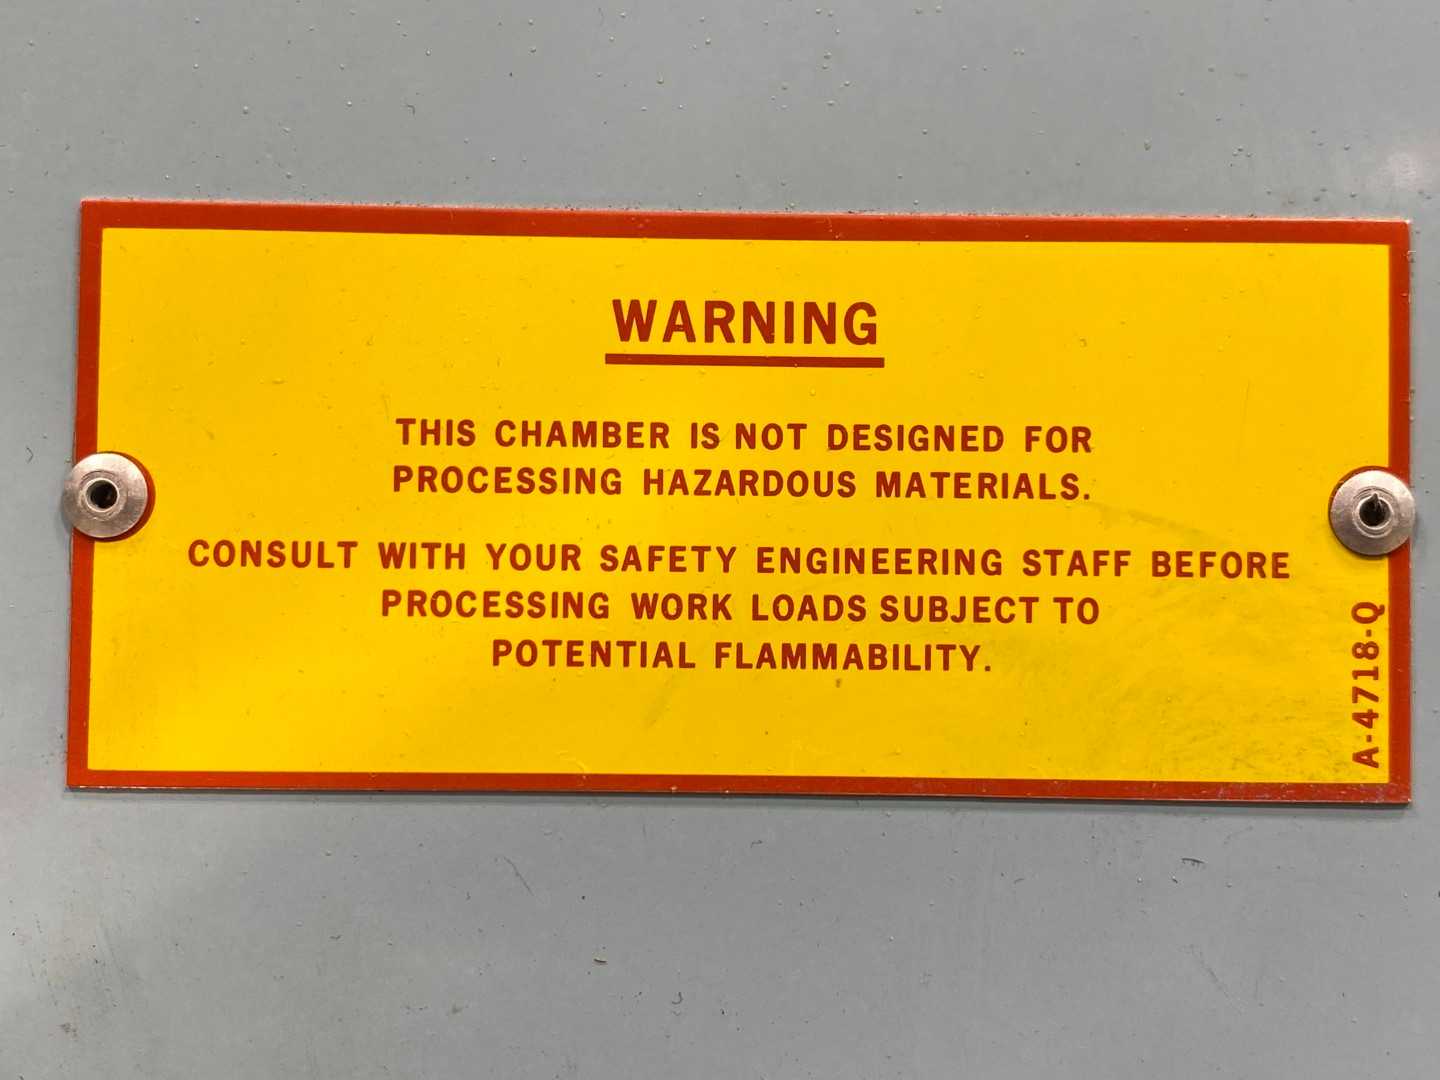 WARNING
THIS CHAMBER IS NOT DESIGNED FOR
PROCESSING HAZARDOUS MATERIALS.
CONSULT WITH YOUR SAFETY ENGINEERING STAFF BEFORE
PROCESSING WORK LOADS SUBJECT TO
POTENTIAL FLAMMABILITY.
A-4718-Q